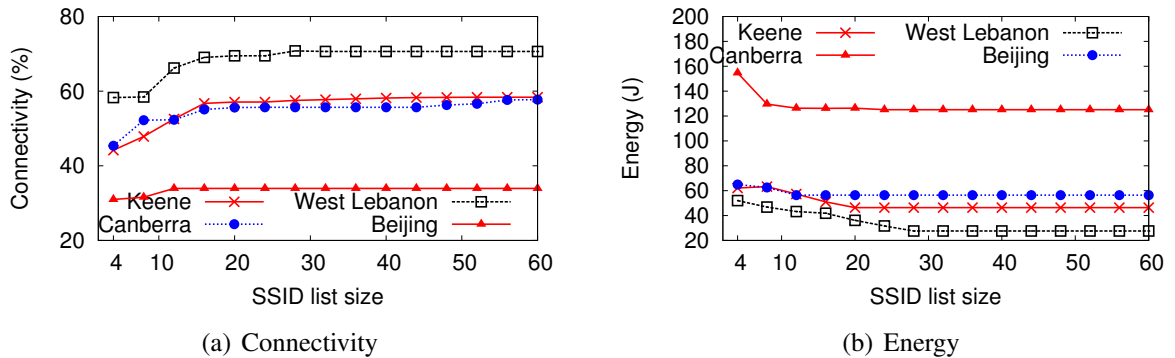 80
60
40
20
Connectivity (%)
Keene
West Lebanon
Canberra
Beijing
4 10 20 30 40 50 60
SSID list size
(a) Connectivity
200
180
160
140
120
100
80
60
40
20
Energy (J)
Keene
West Lebanon
Canberra
Beijing
4 10 20 30 40 50 60
SSID list size
(b) Energy